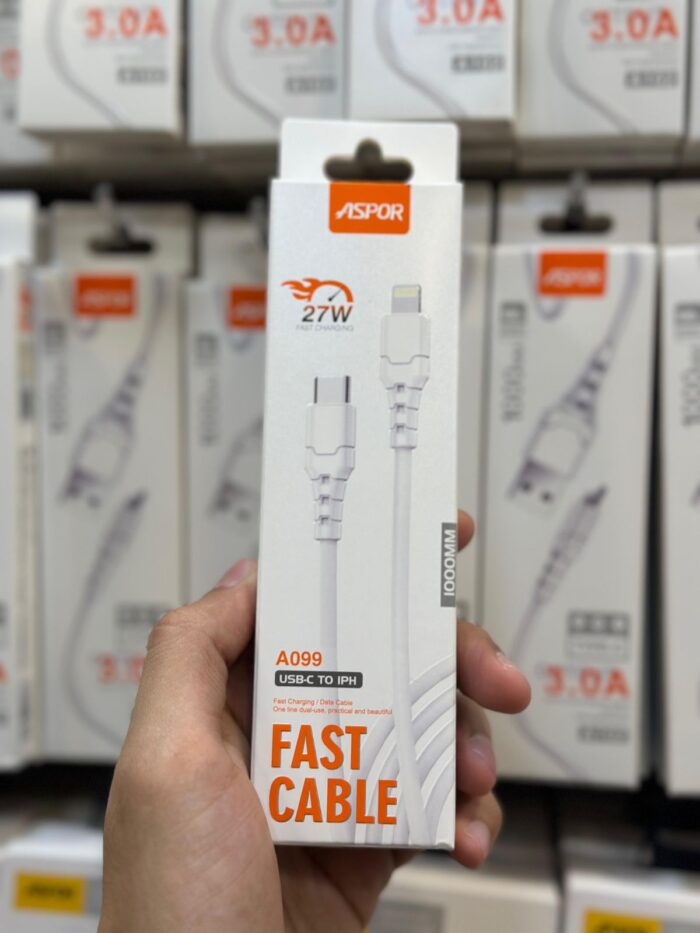 3.0A
3.0A
3.0A
3.0A
ASPOR
27W
FAST CHARGING
1000MM
A099
USB-C TO IPH
Fast Charging / Data Cable
One line dual-use, practical and beautiful
FAST
CABLE
ASPOR
ASPOR
ASPOR
3.0A
3.0A